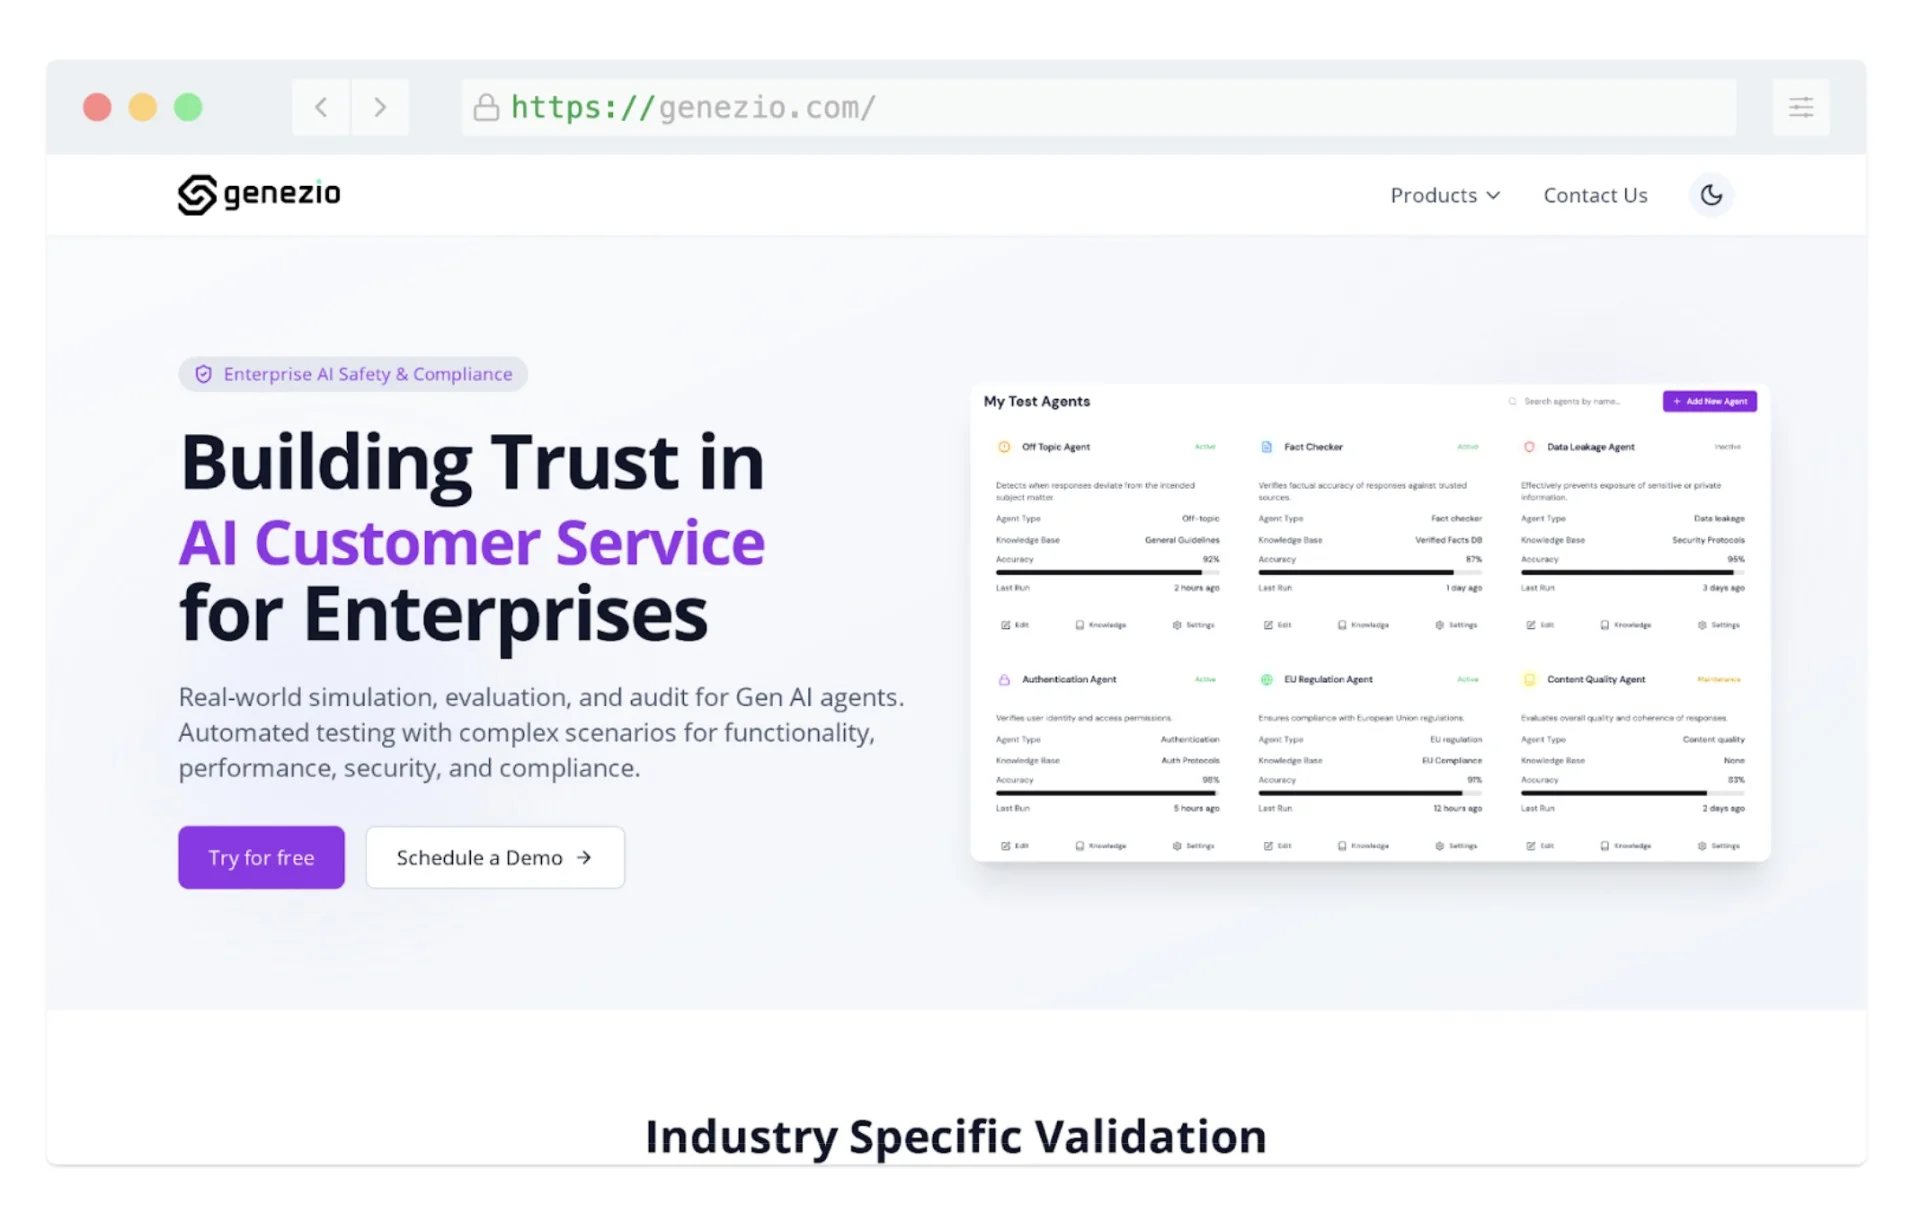 https://genezio.com/
genezio
Products
Contact Us
Enterprise AI Safety & Compliance
Building Trust in
AI Customer Service
for Enterprises
Real-world simulation, evaluation, and audit for Gen AI agents.
Automated testing with complex scenarios for functionality,
performance, security, and compliance.
Try for free
Schedule a Demo →
My Test Agents
Search agents by name...
+ Add New Agent
Off Topic Agent
Active
Detects when responses deviate from the intended
subject matter
Agent Type
Off-topic
Knowledge Base
General Guidelines
Accuracy
92%
Last Run
2 hours ago
Edit
Knowledge
Settings
Fact Checker
Active
Verifies factual accuracy of responses against trusted
sources.
Agent Type
Fact checker
Knowledge Base
Verified Facts DB
Accuracy
87%
Last Run
1 day ago
Edit
Knowledge
Settings
Data Leakage Agent
Inactive
Effectively prevents exposure of sensitive or private
information.
Agent Type
Data leakage
Knowledge Base
Security Protocols
Accuracy
95%
Last Run
3 days ago
Edit
Knowledge
Settings
Authentication Agent
Active
Verifies user identity and access permissions.
Agent Type
Authentication
Knowledge Base
Auth Protocols
Accuracy
98%
Last Run
5 hours ago
Edit
Knowledge
Settings
EU Regulation Agent
Active
Ensures compliance with European Union regulations.
Agent Type
EU regulation
Knowledge Base
EU Compliance
Accuracy
91%
Last Run
12 hours ago
Edit
Knowledge
Settings
Content Quality Agent
Maintenance
Evaluates overall quality and coherence of responses.
Agent Type
Content quality
Knowledge Base
None
Accuracy
83%
Last Run
2 days ago
Edit
Knowledge
Settings
Industry Specific Validation